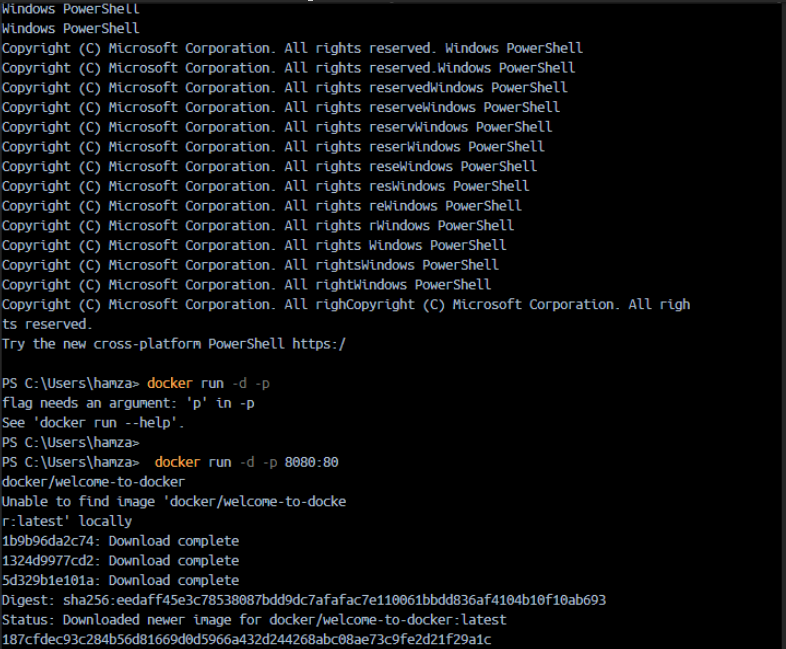 Windows PowerShell
Windows PowerShell
Copyright (C) Microsoft Corporation. All rights reserved. Windows PowerShell
Copyright (C) Microsoft Corporation. All rights reserved.Windows PowerShell
Copyright (C) Microsoft Corporation. All rights reservedWindows PowerShell
Copyright (C) Microsoft Corporation. All rights reserveWindows PowerShell
Copyright (C) Microsoft Corporation. All rights reservWindows PowerShell
Copyright (C) Microsoft Corporation. All rights reserWindows PowerShell
Copyright (C) Microsoft Corporation. All rights reseWindows PowerShell
Copyright (C) Microsoft Corporation. All rights resWindows PowerShell
Copyright (C) Microsoft Corporation. All rights reWindows PowerShell
Copyright (C) Microsoft Corporation. All rights rWindows PowerShell
Copyright (C) Microsoft Corporation. All rights Windows PowerShell
Copyright (C) Microsoft Corporation. All rightsWindows PowerShell
Copyright (C) Microsoft Corporation. All rightWindows PowerShell
Copyright (C) Microsoft Corporation. All righCopyright (C) Microsoft Corporation. All righ
ts reserved.
Try the new cross-platform PowerShell https:/
PS C:\Users\hamza> docker run -d -p
flag needs an argument: 'p' in -p
See 'docker run --help'.
PS C:\Users\hamza>
PS C:\Users\hamza>  docker run -d -p 8080:80
docker/welcome-to-docker
Unable to find image 'docker/welcome-to-docke
r:latest' locally
1b9b96da2c74: Download complete
1324d9977cd2: Download complete
5d329b1e101a: Download complete
Digest: sha256:eedaff45e3c78538087bdd9dc7afafac7e110061bbdd836af4104b10f10ab693
Status: Downloaded newer image for docker/welcome-to-docker:latest
187cfdec93c284b56d81669d0d5966a432d244268abc08ae73c9fe2d21f29a1c